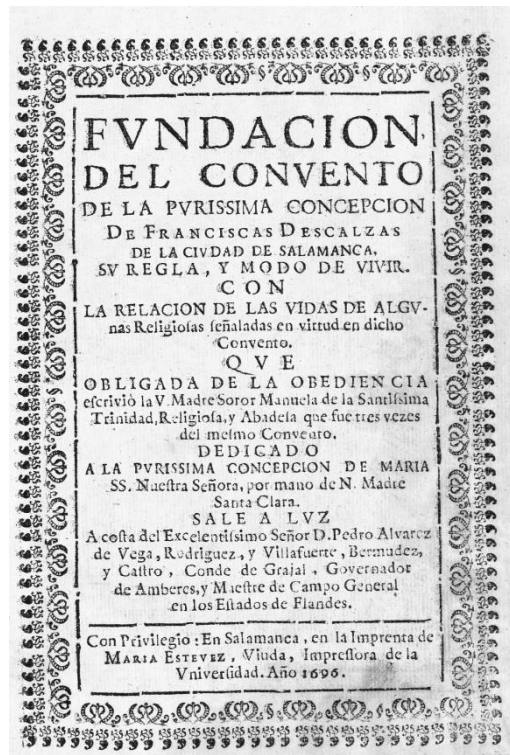 FVNDACION,
DEL CONVENTO
DE LA PVRISSIMA CONCEPCION
DE FRANCISCAS DESCALZAS
DE LA CIVDAD DE SALAMANCA,
SV REGLA, Y MODO DE VIVIR.
CON
LA RELACION DE LAS VIDAS DE ALGV-
nas Religioſas ſeñaladas en virtud en dicho
Convento.
QVE
OBLIGADA DE LA OBEDIENCIA
eſcriviò la V. Madre Soror Manuela de la Santiſsima
Trinidad, Religioſa, y Abadeſa que fue tres vezes
del meſmo Convento.
DEDICADO
A LA PVRISSIMA CONCEPCION DE MARIA
SS. Nueſtra Señora, por mano de N. Madre
Santa Clara.
SALE A LVZ
A coſta del Excelentiſsimo Señor D. Pedro Alvarez
de Vega, Rodriguez, y Villafuerte, Bermudez,
y Caſtro, Conde de Grajal, Governador
de Amberes, y Maeſtre de Campo General
en los Eſtados de Flandes.
Con Privilegio: En Salamanca, en la Imprenta de
MARIA ESTEVEZ, Viuda, Impreſſora de la
Vniverſidad. Año 1696.